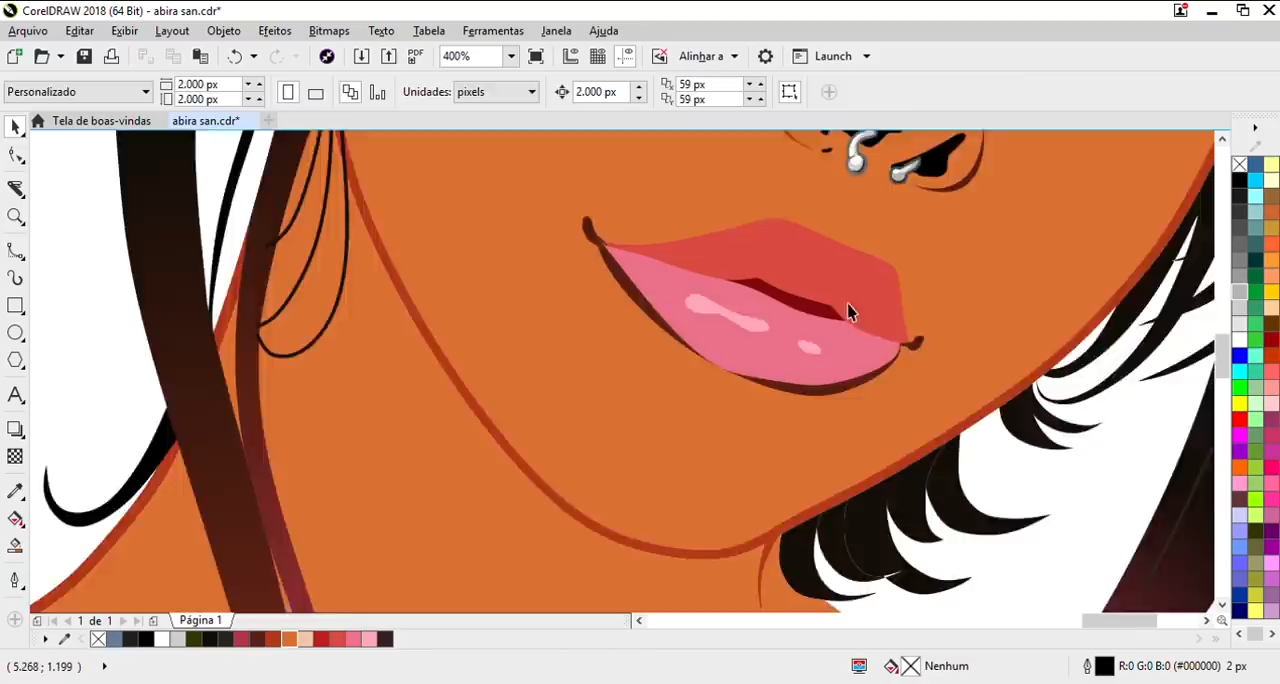 CorelDRAW 2018 (64 Bit) - abira san.cdr*
Arquivo Editar Exibir Layout Objeto Efeitos Bitmaps Texto Tabela Ferramentas Janela Ajuda
PDF 400% Alinhar a Launch
Personalizado 2.000 px 2.000 px Unidades: pixels 2.000 px 59 px 59 px
Tela de boas-vindas abira san.cdr*
1 de 1 Página 1
( 5.268 ; 1.199 ) Nenhum R:0 G:0 B:0 (#000000) 2 px